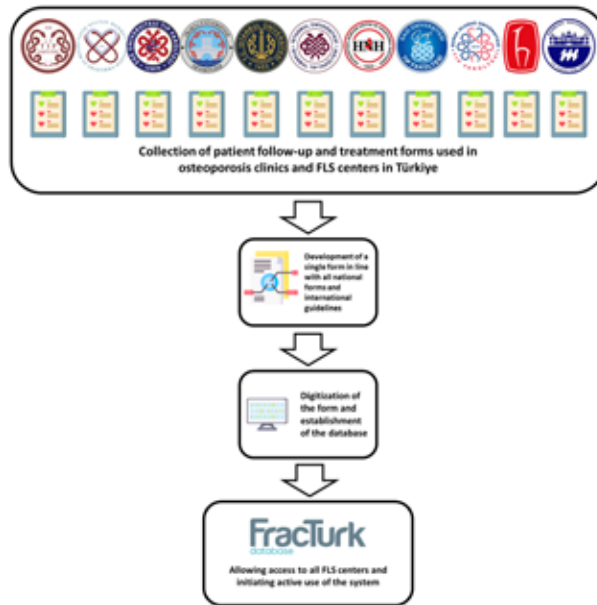 Collection of patient follow-up and treatment forms used in
osteoporosis clinics and FLS centers in Türkiye
Development of a
single form in line
with all national
forms and
international
guidelines
Digitization of
the form and
establishment
of the database
FracTurk
database
Allowing access to all FLS centers and
initiating active use of the system